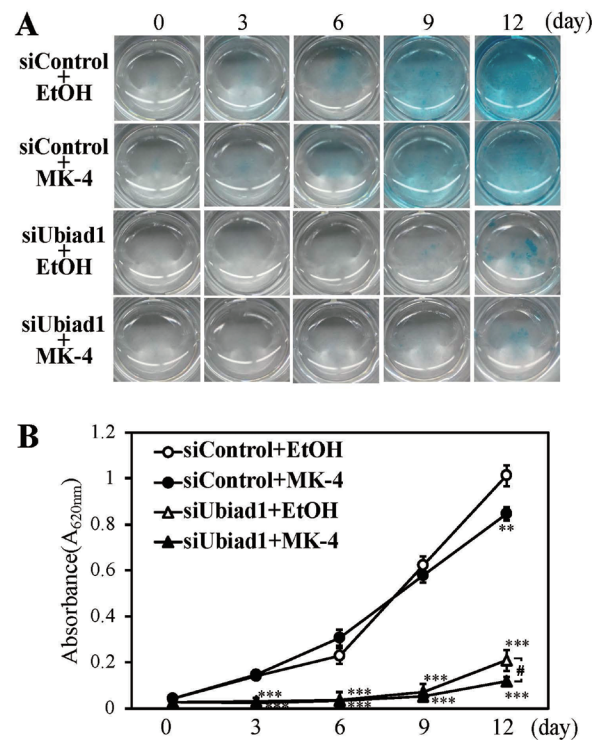 A 0 3 6 9 12 (day)
siControl
+
EtOH
siControl
+
MK-4
siUbiad1
+
EtOH
siUbiad1
+
MK-4
B
Absorbance(A620nm)
1.2
1
0.8
0.6
0.4
0.2
0
siControl+EtOH
siControl+MK-4
siUbiad1+EtOH
siUbiad1+MK-4
**
***
#
***
***
***
***
***
***
***
0 3 6 9 12 (day)